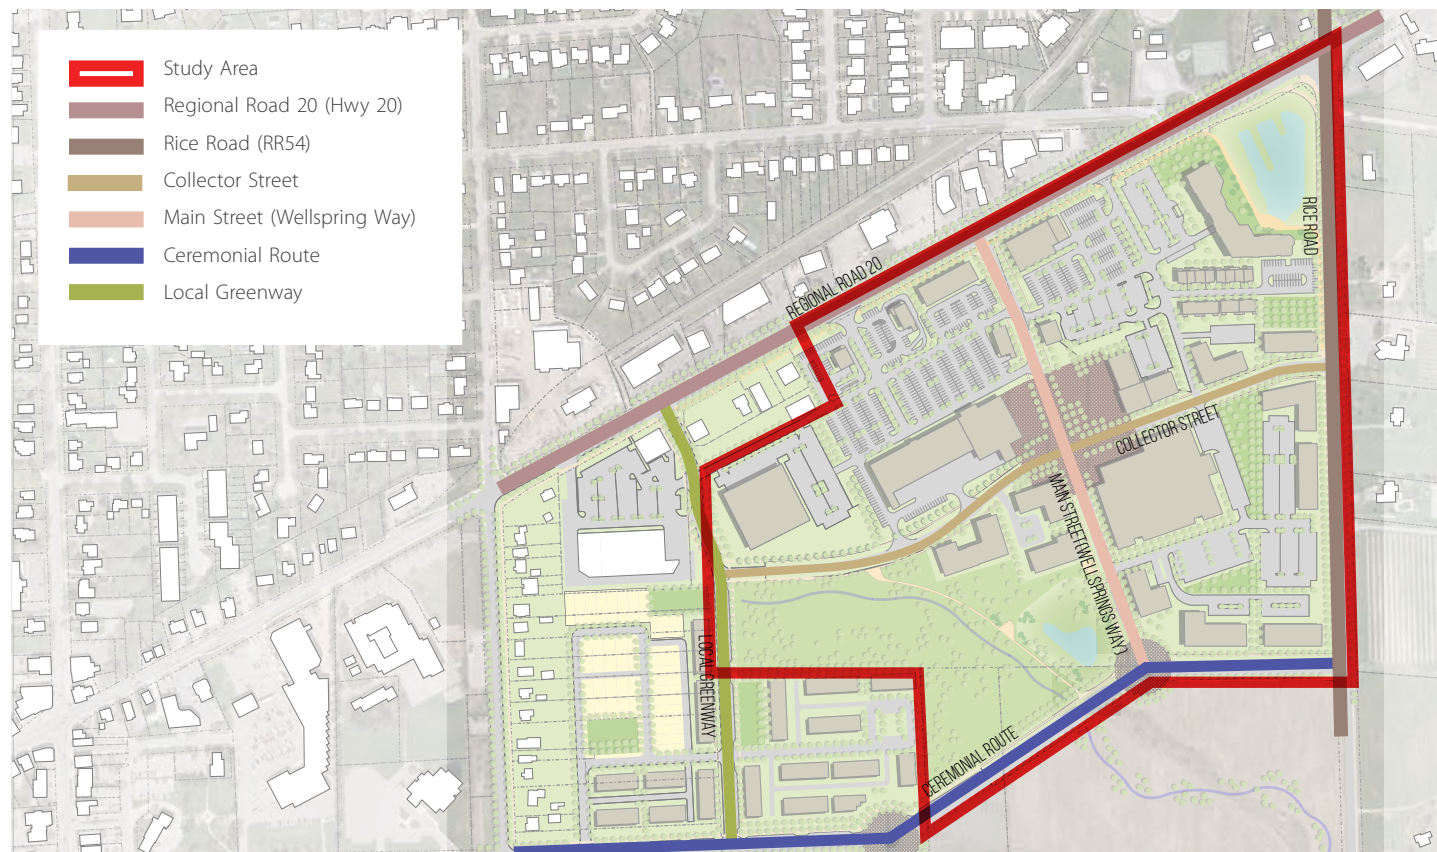 Study Area
Regional Road 20 (Hwy 20)
Rice Road (RR54)
Collector Street
Main Street (Wellspring Way)
Ceremonial Route
Local Greenway
REGIONAL ROAD 20
RICE ROAD
COLLECTOR STREET
MAIN STREET(WELLSPRINGS WAY)
LOCAL GREENWAY
CEREMONIAL ROUTE